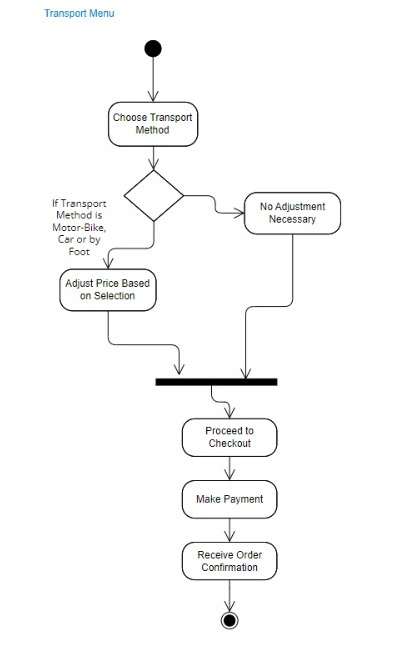 Transport Menu
Choose Transport
Method
If Transport
Method is
Motor-Bike,
Car or by
Foot
No Adjustment
Necessary
Adjust Price Based
on Selection
Proceed to
Checkout
Make Payment
Receive Order
Confirmation